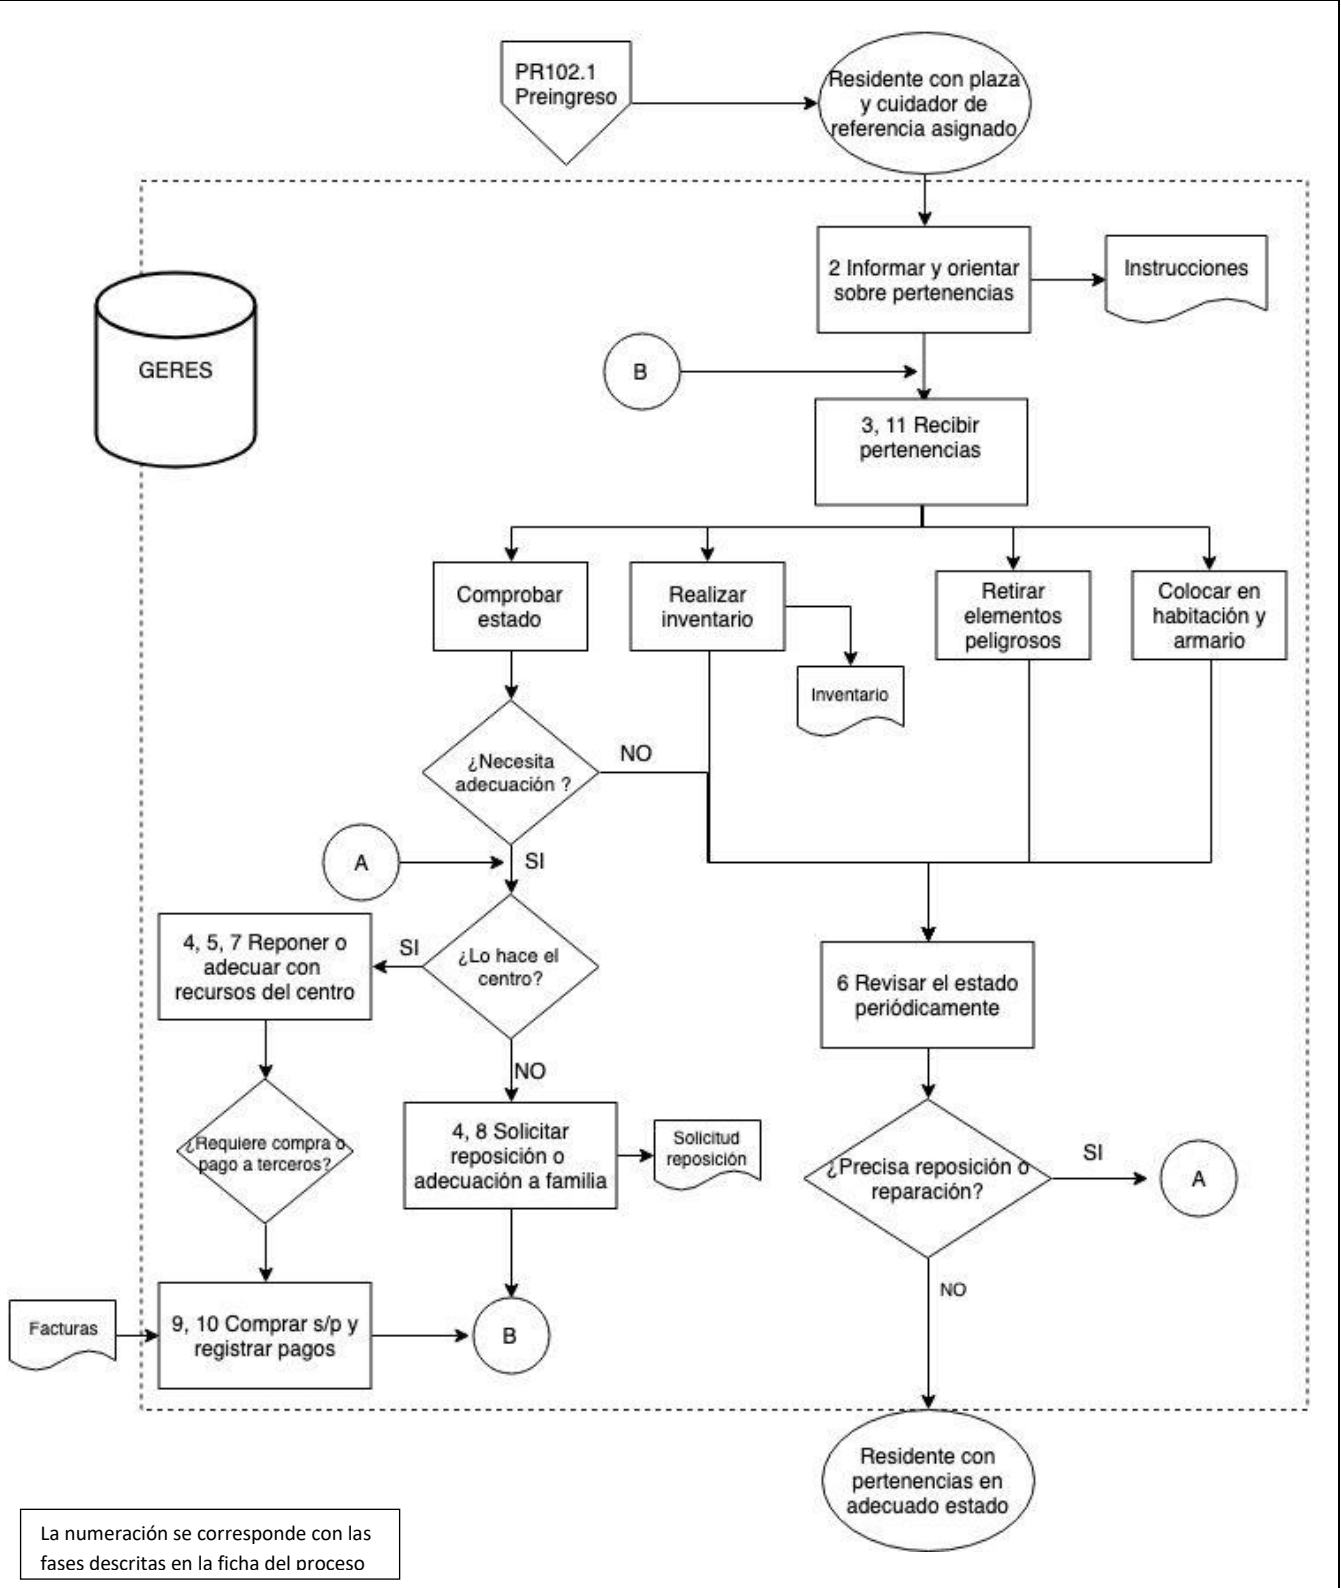 PR102.1
Preingreso
Residente con plaza
y cuidador de
referencia asignado
2 Informar y orientar
sobre pertenencias
Instrucciones
GERES
B
3, 11 Recibir
pertenencias
Comprobar
estado
Realizar
inventario
Retirar
elementos
peligrosos
Colocar en
habitación y
armario
Inventario
¿Necesita
adecuación ?
NO
A
SI
4, 5, 7 Reponer o
adecuar con
recursos del centro
SI
¿Lo hace el
centro?
6 Revisar el estado
periódicamente
NO
¿Requiere compra o
pago a terceros?
4, 8 Solicitar
reposición o
adecuación a familia
Solicitud
reposición
¿Precisa reposición o
reparación?
SI
A
NO
Facturas
9, 10 Comprar s/p y
registrar pagos
B
Residente con
pertenencias en
adecuado estado
La numeración se corresponde con las
fases descritas en la ficha del proceso